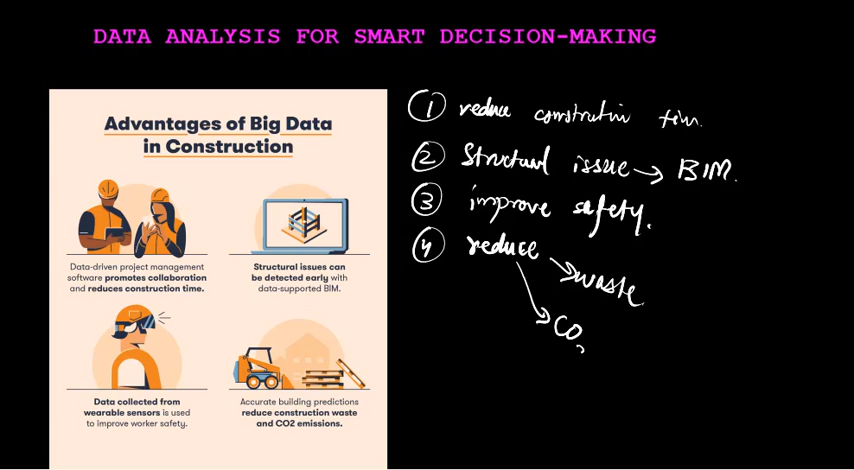 DATA ANALYSIS FOR SMART DECISION-MAKING
Advantages of Big Data
in Construction
Data-driven project management
software promotes collaboration
and reduces construction time.
Structural issues can
be detected early with
data-supported BIM.
Data collected from
wearable sensors is used
to improve worker safety.
Accurate building predictions
reduce construction waste
and CO2 emissions.
1 reduce construction time.
2 Structural issue → BIM.
3 improve safety.
4 reduce → waste
→ CO2